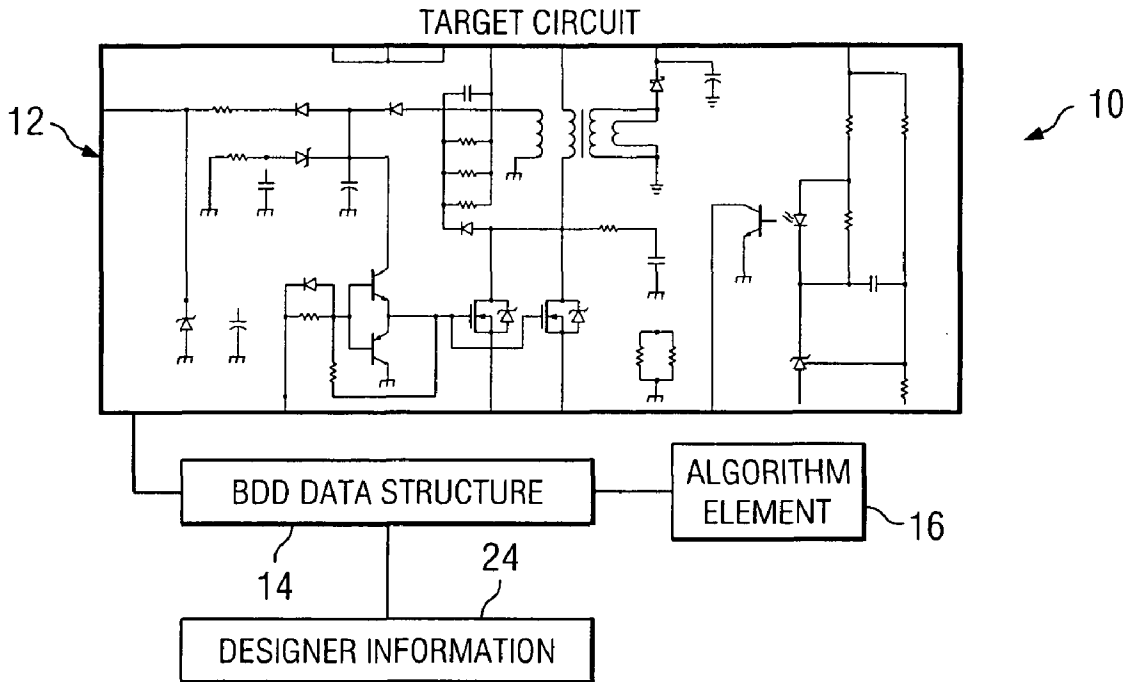 TARGET CIRCUIT
12
10
BDD DATA STRUCTURE
ALGORITHM
ELEMENT
16
14
24
DESIGNER INFORMATION